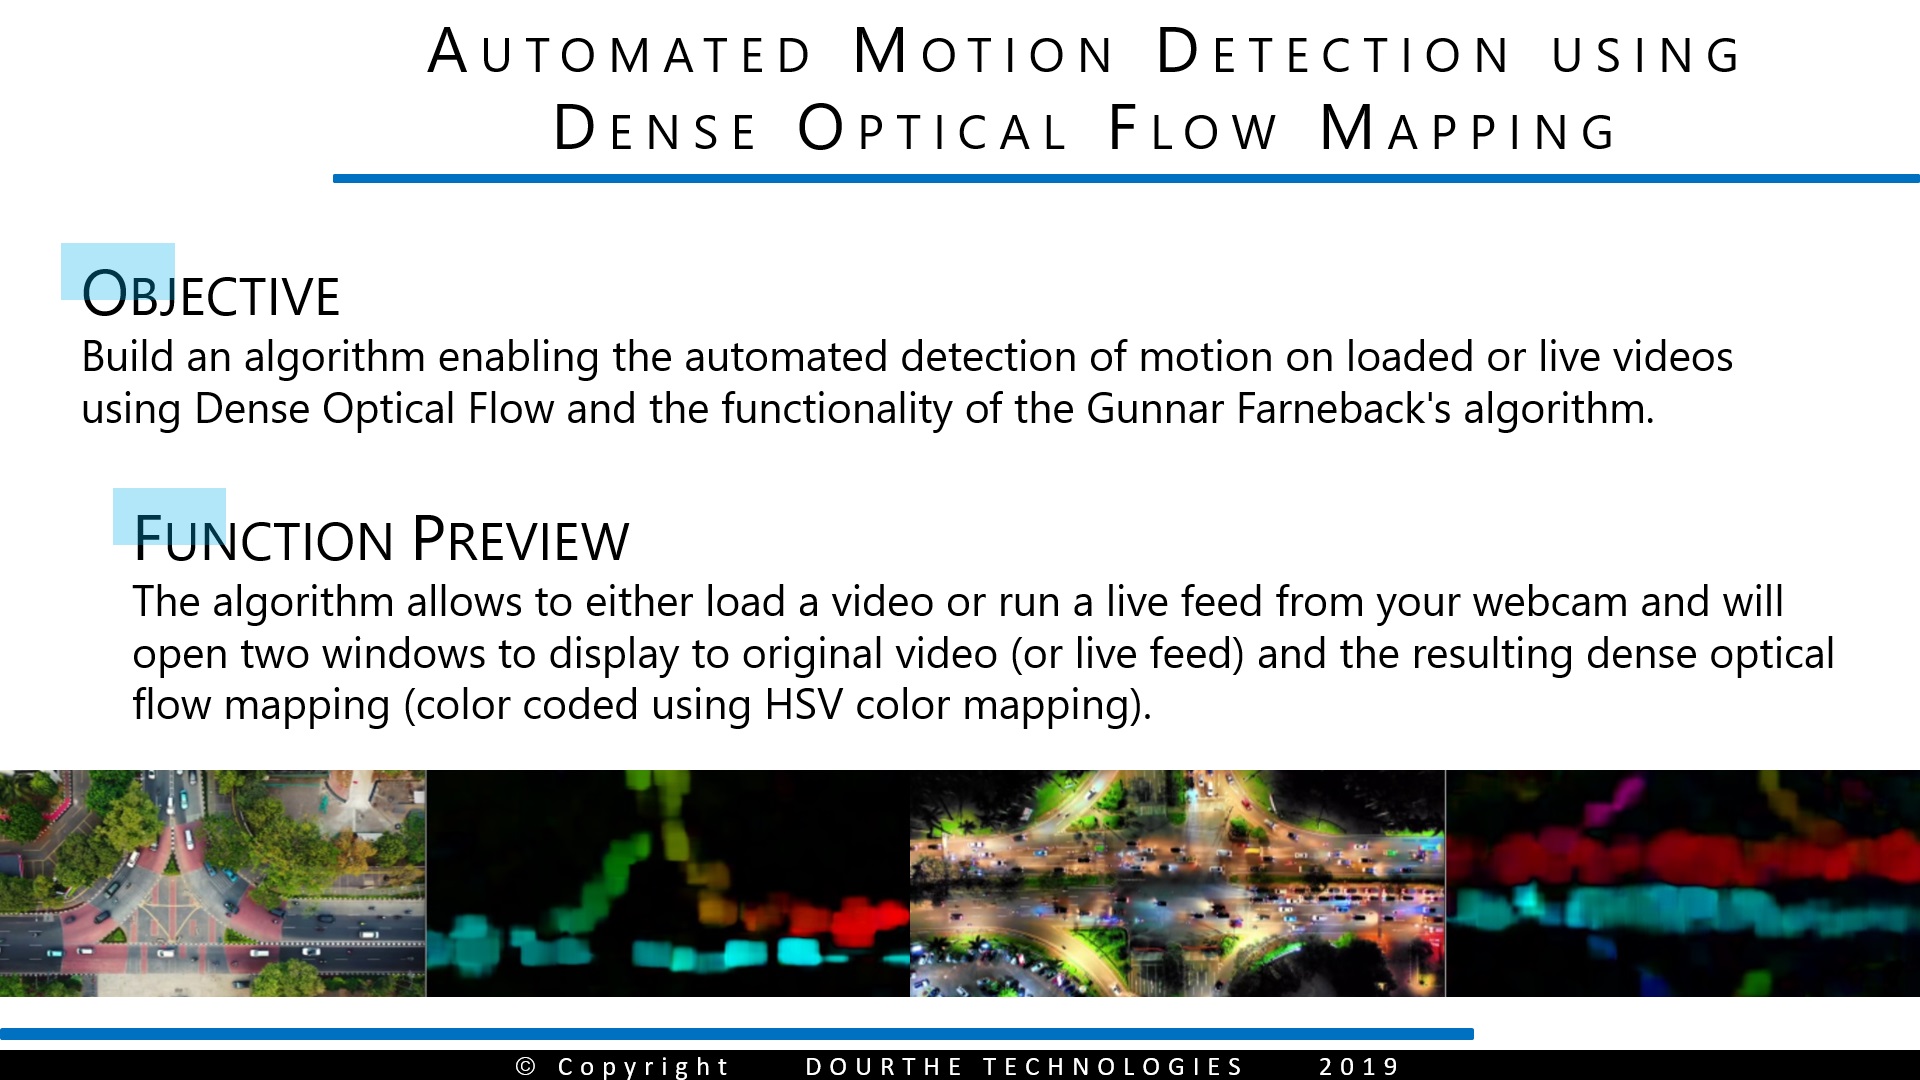 Automated Motion Detection using
Dense Optical Flow Mapping
Objective
Build an algorithm enabling the automated detection of motion on loaded or live videos
using Dense Optical Flow and the functionality of the Gunnar Farneback's algorithm.
Function Preview
The algorithm allows to either load a video or run a live feed from your webcam and will
open two windows to display to original video (or live feed) and the resulting dense optical
flow mapping (color coded using HSV color mapping).
© Copyright DOURTHE TECHNOLOGIES 2019